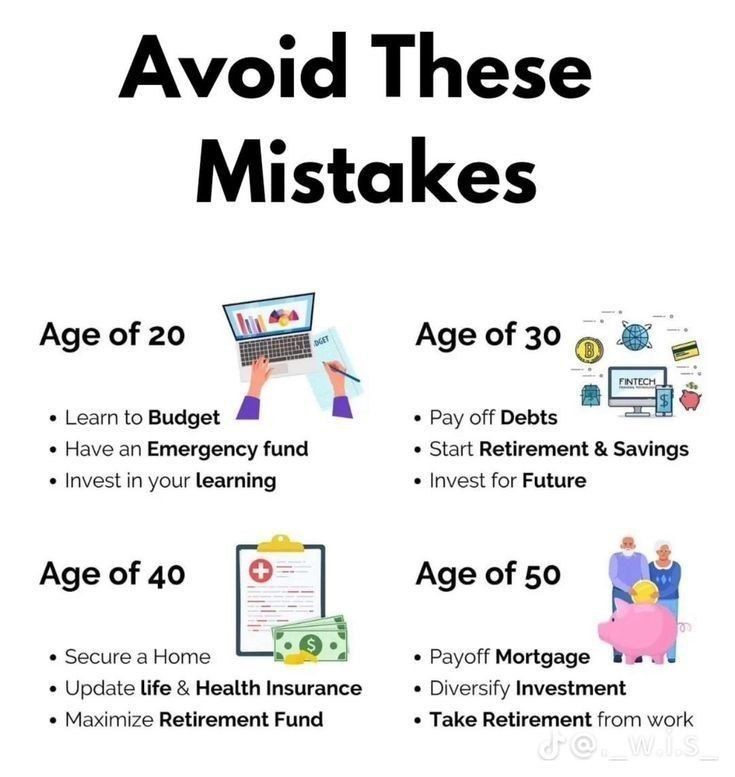 Avoid These
Mistakes
Age of 20
DGET
• Learn to Budget
• Have an Emergency fund
• Invest in your learning
Age of 30
FINTECH
• Pay off Debts
• Start Retirement & Savings
• Invest for Future
Age of 40
• Secure a Home
• Update life & Health Insurance
• Maximize Retirement Fund
Age of 50
• Payoff Mortgage
• Diversify Investment
• Take Retirement from work
@._w.i.s_